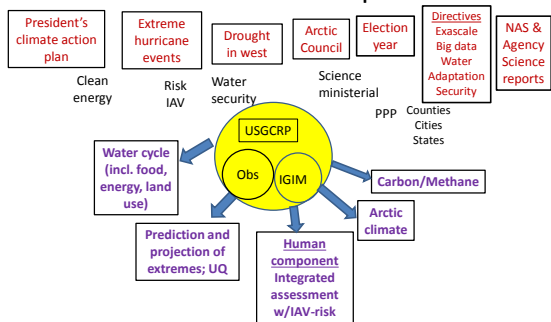 President's
climate action
plan
Extreme
hurricane
events
Drought
in west
Arctic
Council
Election
year
Directives
Exascale
Big data
Water
Adaptation
Security
NAS &
Agency
Science
reports
Clean
energy
Risk
IAV
Water
security
Science
ministerial
PPP
Counties
Cities
States
USGCRP
Obs
IGIM
Water cycle
(incl. food,
energy, land
use)
Prediction and
projection of
extremes; UQ
Human
component
Integrated
assessment
w/IAV-risk
Arctic
climate
Carbon/Methane